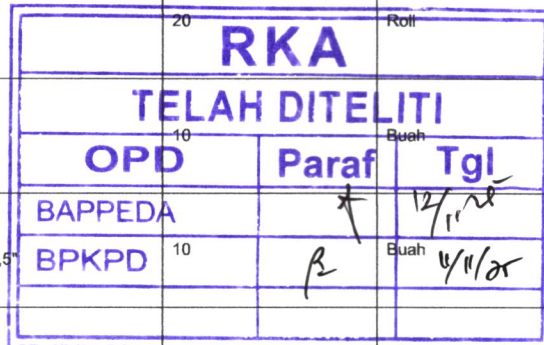 20 Roll
RKA
TELAH DITELITI
10 Buah
OPD Paraf Tgl
BAPPEDA 12/11
,5" BPKPD 10 Buah 11/11/25